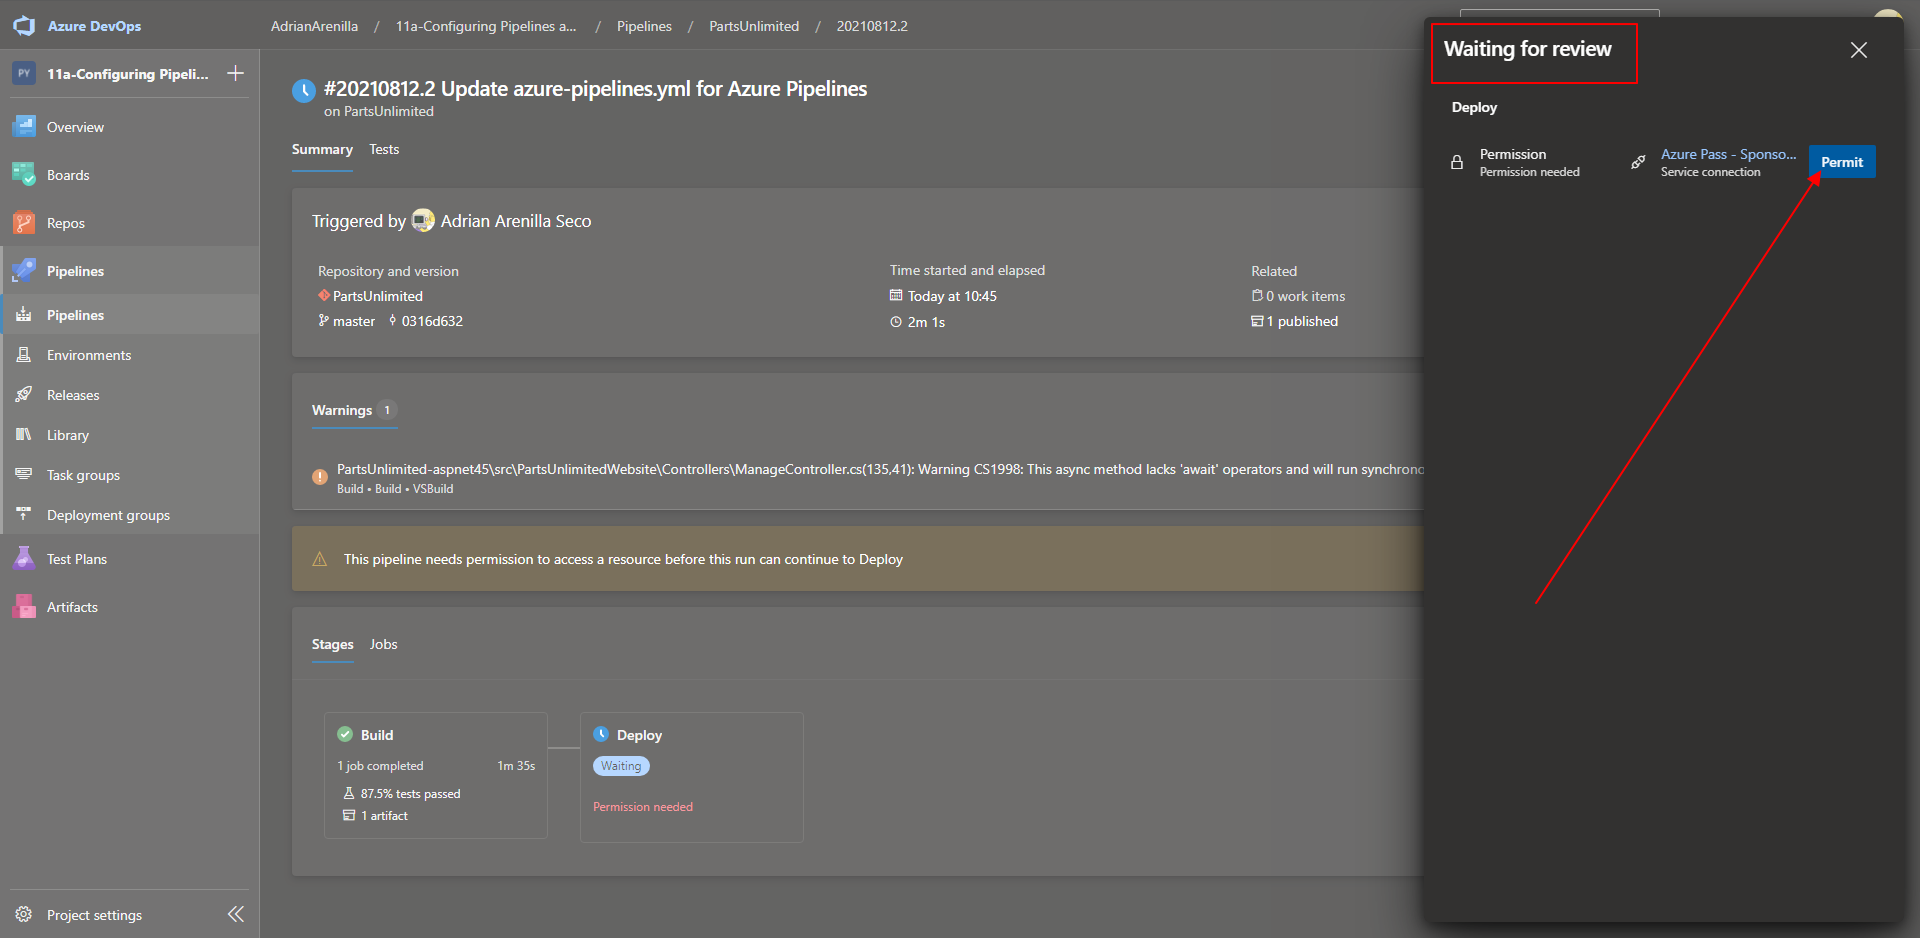 Azure DevOps
AdrianArenilla / 11a-Configuring Pipelines a... / Pipelines / PartsUnlimited / 20210812.2
PY 11a-Configuring Pipeli...
Overview
Boards
Repos
Pipelines
Pipelines
Environments
Releases
Library
Task groups
Deployment groups
Test Plans
Artifacts
Project settings
#20210812.2 Update azure-pipelines.yml for Azure Pipelines
on PartsUnlimited
Summary Tests
Triggered by Adrian Arenilla Seco
Repository and version
PartsUnlimited
master 0316d632
Time started and elapsed
Today at 10:45
2m 1s
Related
0 work items
1 published
Warnings 1
PartsUnlimited-aspnet45\src\PartsUnlimitedWebsite\Controllers\ManageController.cs(135,41): Warning CS1998: This async method lacks 'await' operators and will run synchrono
Build • Build • VSBuild
This pipeline needs permission to access a resource before this run can continue to Deploy
Stages Jobs
Build
1 job completed 1m 35s
87.5% tests passed
1 artifact
Deploy
Waiting
Permission needed
Waiting for review
Deploy
Permission
Permission needed
Azure Pass - Sponso...
Service connection
Permit